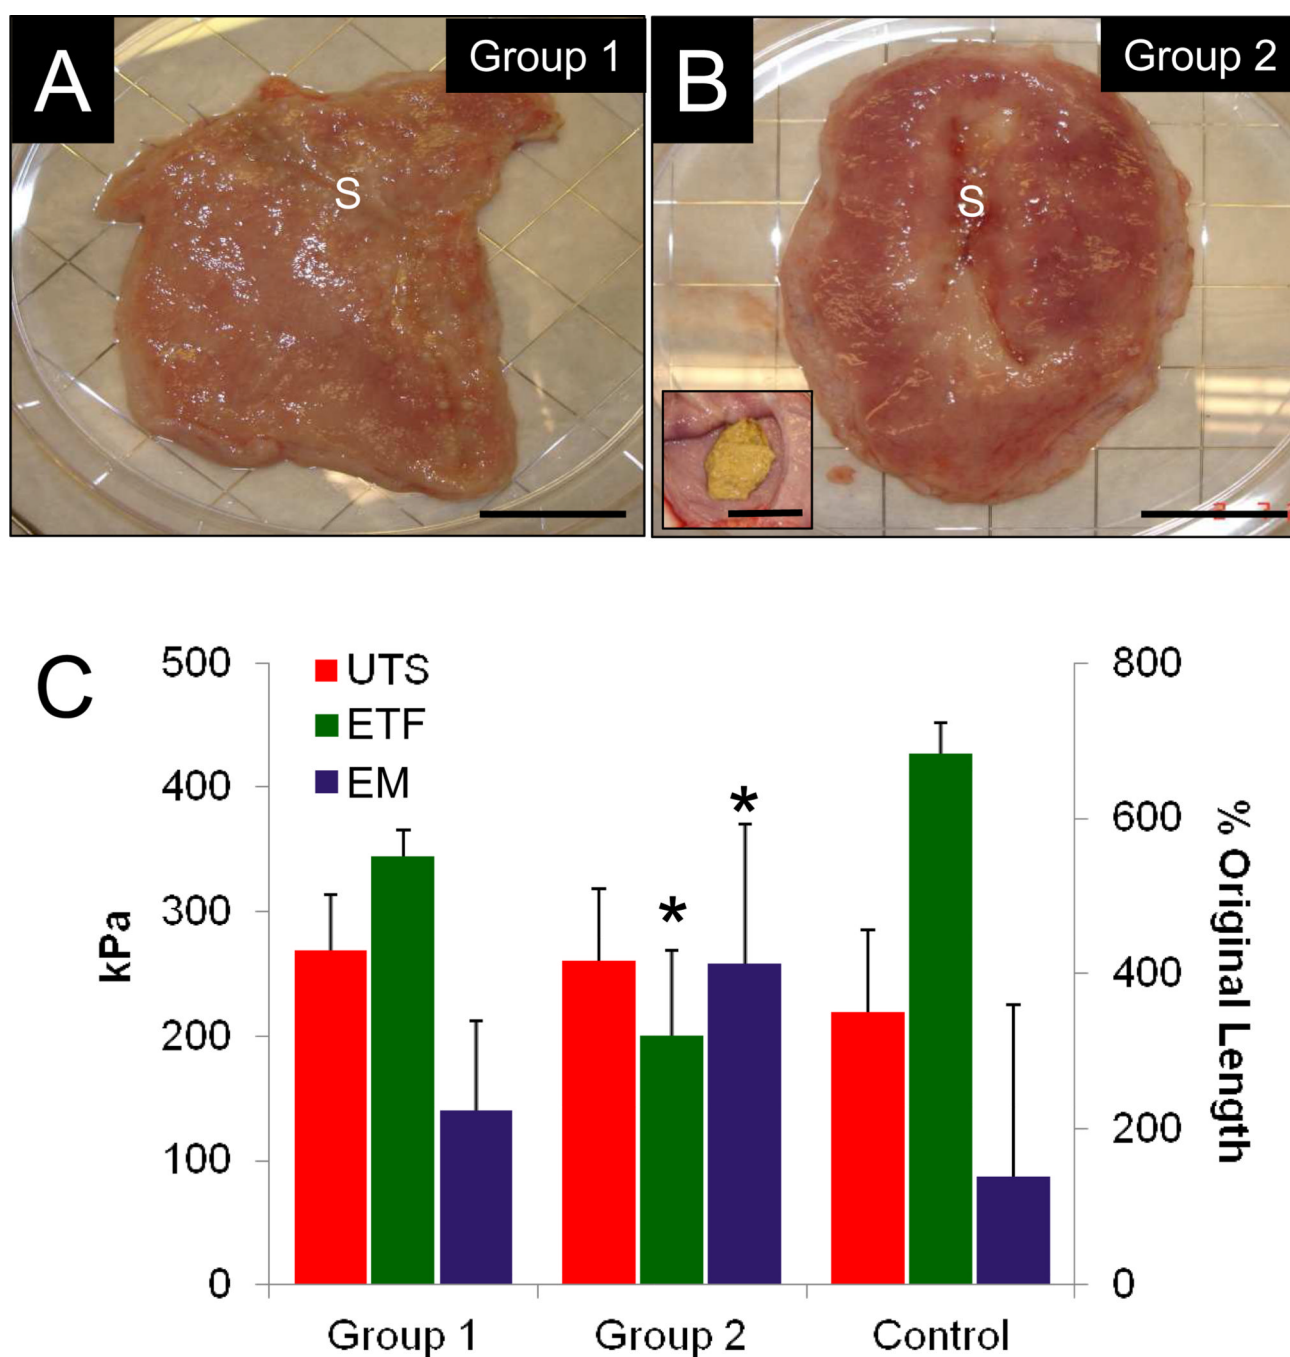 A
Group 1
S
B
Group 2
S
C
500
400
300
200
100
0
kPa
UTS
ETF
EM
*
*
800
600
400
200
0
% Original Length
Group 1
Group 2
Control